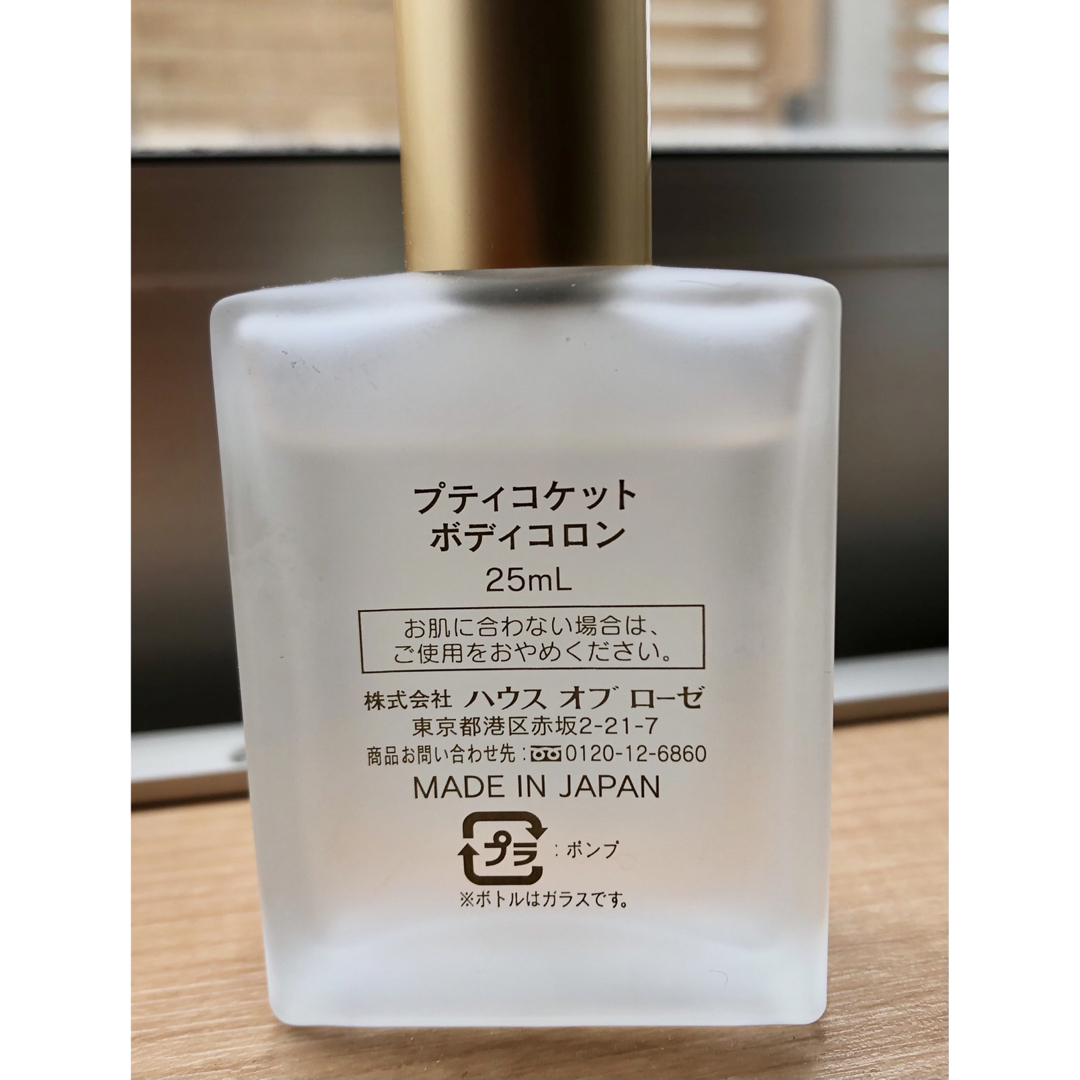 プティコケット
ボディコロン
25mL
お肌に合わない場合は、
ご使用をおやめください。
株式会社 ハウス オブ ローゼ
東京都港区赤坂2-21-7
商品お問い合わせ先:0120-12-6860
MADE IN JAPAN
プラ:ポンプ
※ボトルはガラスです。